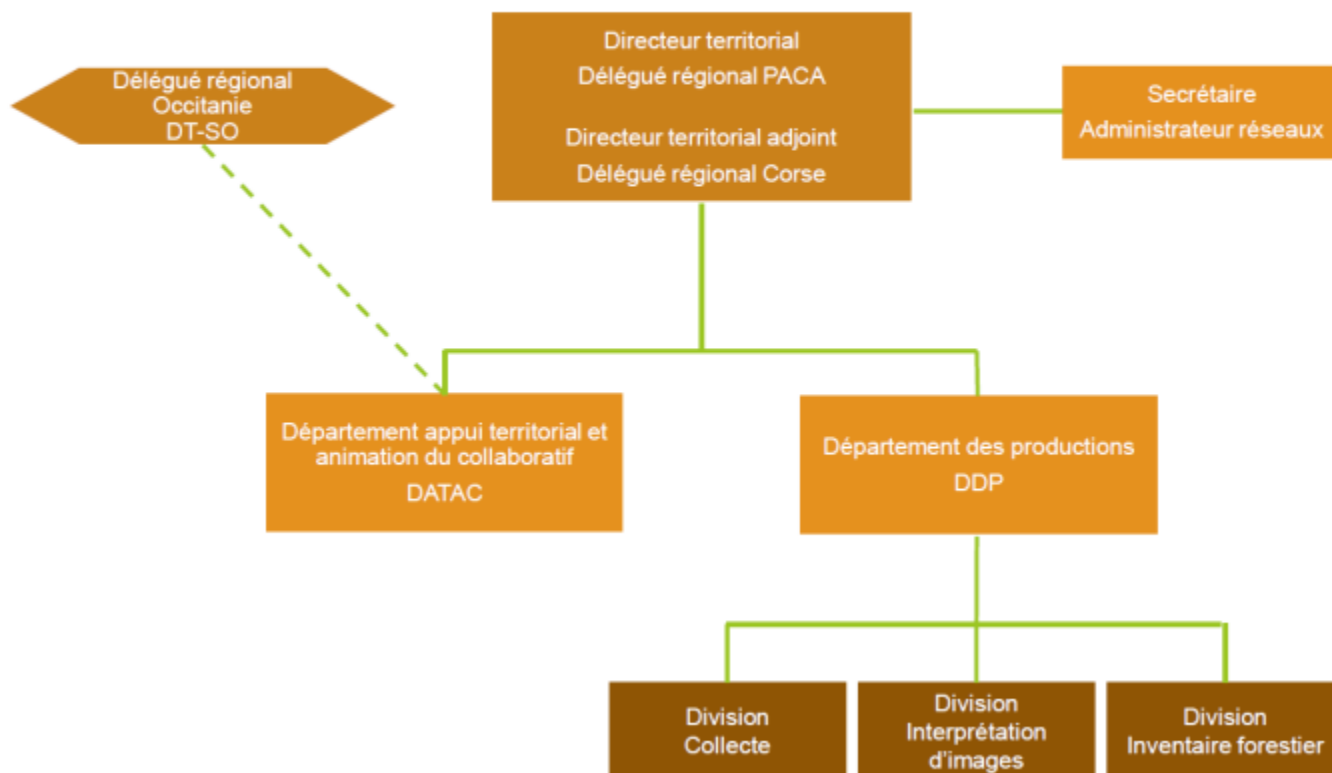 Directeur territorial
Délégué régional PACA
Directeur territorial adjoint
Délégué régional Corse
Délégué régional
Occitanie
DT-SO
Secrétaire
Administrateur réseaux
Département appui territorial et
animation du collaboratif
DATAC
Département des productions
DDP
Division
Collecte
Division
Interprétation
d'images
Division
Inventaire forestier